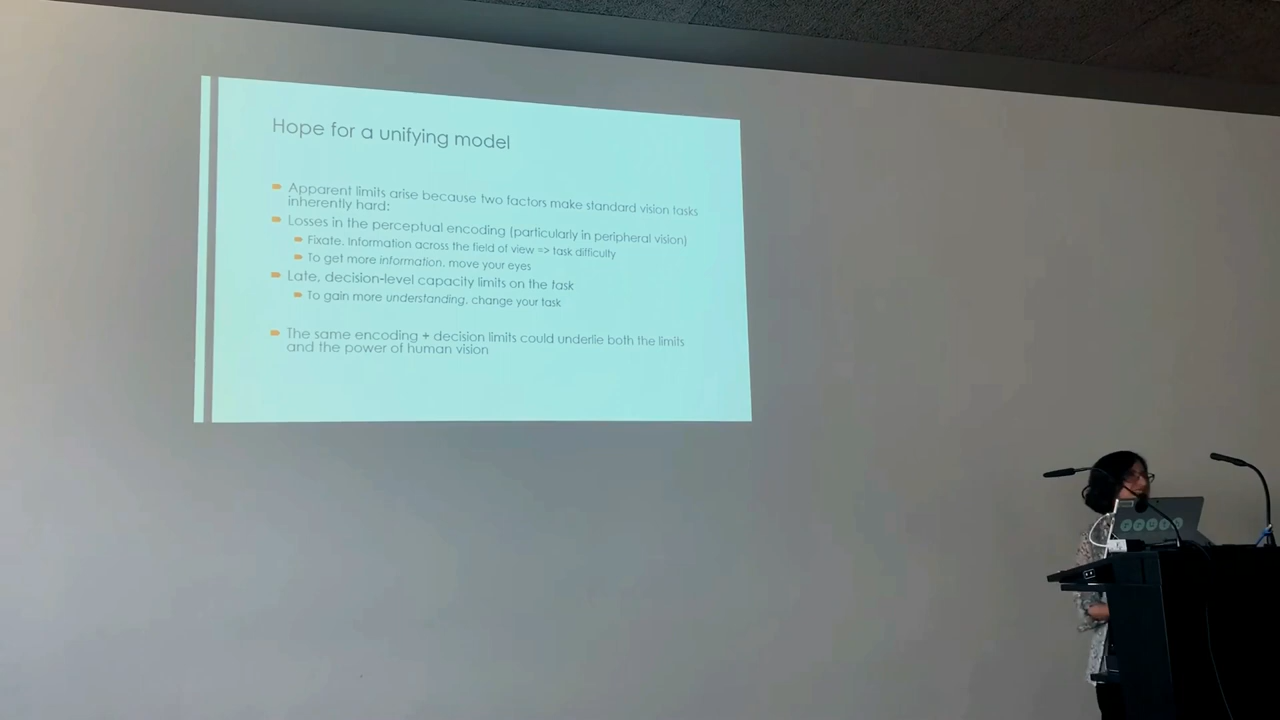 Hope for a unifying model
Apparent limits arise because two factors make standard vision tasks
inherently hard:
Losses in the perceptual encoding (particularly in peripheral vision)
Fixate. Information across the field of view => task difficulty
To get more information, move your eyes
Late, decision-level capacity limits on the task
To gain more understanding, change your task
The same encoding + decision limits could underlie both the limits
and the power of human vision